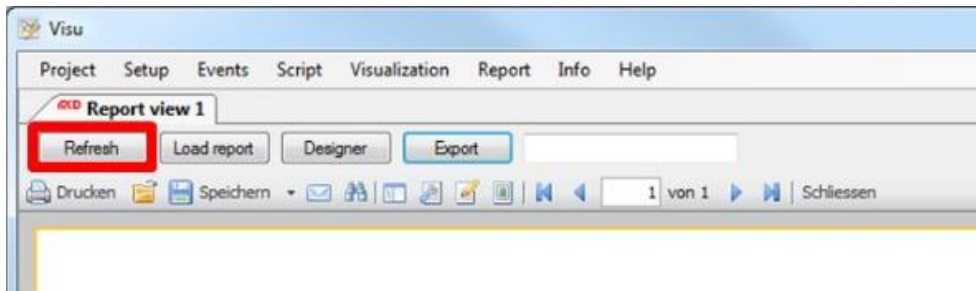 Visu
Project Setup Events Script Visualization Report Info Help
Report view 1
Refresh Load report Designer Export
Drucken Speichern 1 von 1 Schliessen